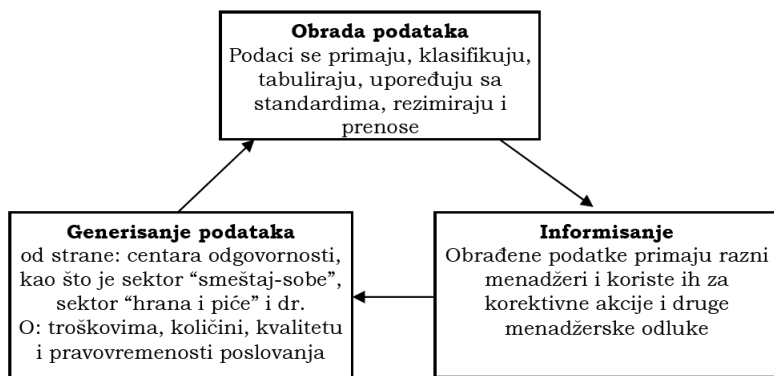 Obrada podataka
Podaci se primaju, klasifikuju,
tabuliraju, upoređuju sa
standardima, rezimiraju i
prenose
Generisanje podataka
od strane: centara odgovornosti,
kao što je sektor “smeštaj-sobe”,
sektor “hrana i piće” i dr.
O: troškovima, količini, kvalitetu
i pravovremenosti poslovanja
Informisanje
Obrađene podatke primaju razni
menadžeri i koriste ih za
korektivne akcije i druge
menadžerske odluke